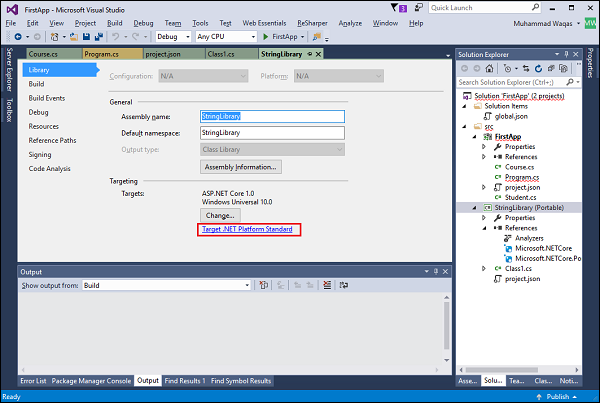 FirstApp - Microsoft Visual Studio
3
Quick Launch (Ctrl+Q)
File Edit View Project Build Debug Team Tools Architecture Test Web Essentials ReSharper Analyze Window Help
Muhammad Waqas MW
Debug Any CPU FirstApp
Server Explorer
Toolbox
Course.cs Program.cs project.json Class1.cs StringLibrary
Library
Build
Build Events
Debug
Resources
Reference Paths
Signing
Code Analysis
Configuration: N/A Platform: N/A
General
Assembly name: StringLibrary
Default namespace: StringLibrary
Output type: Class Library
Assembly Information...
Targeting
Targets: ASP.NET Core 1.0
Windows Universal 10.0
Change...
Target .NET Platform Standard
Output
Show output from: Build
Error List Package Manager Console Output Find Results 1 Find Symbol Results
Solution Explorer
Search Solution Explorer (Ctrl+;)
Solution 'FirstApp' (2 projects)
Solution Items
global.json
src
FirstApp
Properties
References
Course.cs
Program.cs
project.json
Student.cs
StringLibrary (Portable)
Properties
References
Analyzers
Microsoft.NETCore
Microsoft.NETCore.Po
Class1.cs
project.json
Asse... Solu... Tea... Clas... Noti...
Properties
Ready
Publish